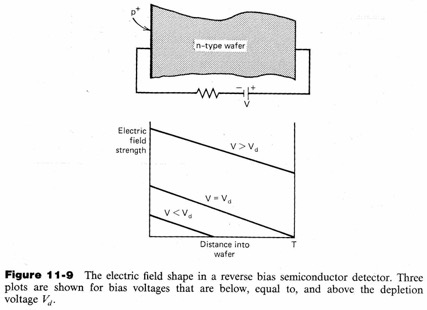 p+
n-type wafer
− +
V
Electric
field
strength
V > Vd
V = Vd
V < Vd
Distance into
wafer
T
Figure 11-9 The electric field shape in a reverse bias semiconductor detector. Three
plots are shown for bias voltages that are below, equal to, and above the depletion
voltage Vd.